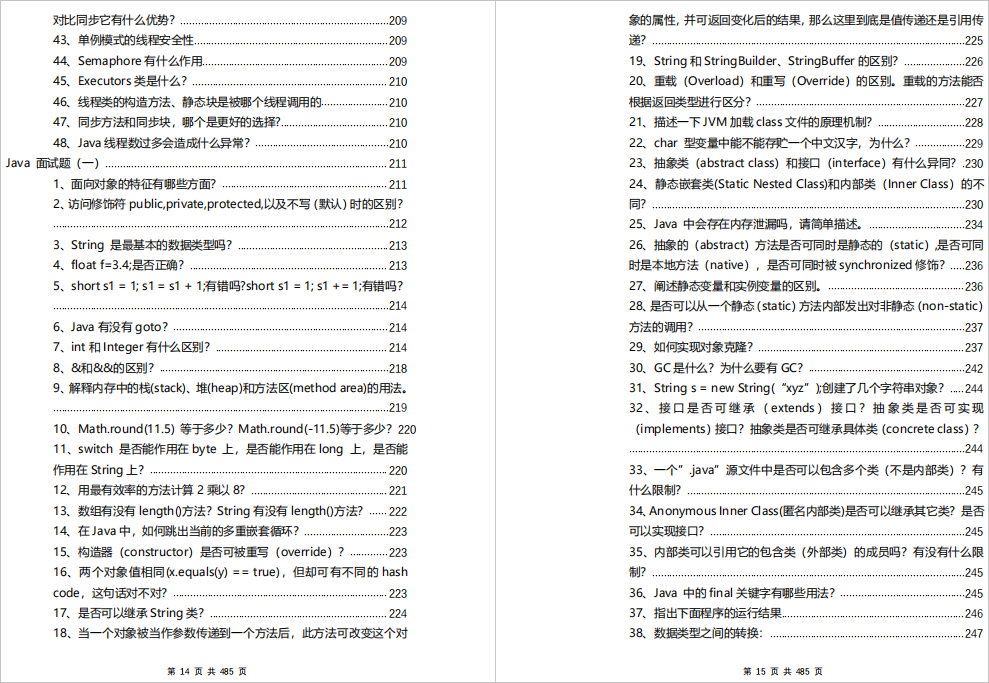 对比同步它有什么优势？ ...209
43、单例模式的线程安全性...209
44、Semaphore 有什么作用...209
45、Executors 类是什么？ ...210
46、线程类的构造方法、静态块是被哪个线程调用的...210
47、同步方法和同步块，哪个是更好的选择?...210
48、Java 线程数过多会造成什么异常？ ...210
Java 面试题（一） ...211
1、面向对象的特征有哪些方面？ ...211
2、访问修饰符 public,private,protected,以及不写（默认）时的区别？
...212
3、String 是最基本的数据类型吗？ ...213
4、float f=3.4;是否正确？ ...213
5、short s1 = 1; s1 = s1 + 1;有错吗?short s1 = 1; s1 += 1;有错吗？
...214
6、Java 有没有 goto？ ...214
7、int 和 Integer 有什么区别？ ...214
8、&和&&的区别？ ...218
9、解释内存中的栈(stack)、堆(heap)和方法区(method area)的用法。
...219
10、Math.round(11.5) 等于多少？Math.round(-11.5)等于多少？ 220
11、switch 是否能作用在 byte 上，是否能作用在 long 上，是否能
作用在 String 上？ ...220
12、用最有效率的方法计算 2 乘以 8？ ...221
13、数组有没有 length()方法？String 有没有 length()方法？ ...222
14、在 Java 中，如何跳出当前的多重嵌套循环？ ...223
15、构造器（constructor）是否可被重写（override）？ ...223
16、两个对象值相同(x.equals(y) == true)，但却可有不同的 hash
code，这句话对不对？ ...223
17、是否可以继承 String 类？ ...224
18、当一个对象被当作参数传递到一个方法后，此方法可改变这个对
第 14 页 共 485 页
象的属性，并可返回变化后的结果，那么这里到底是值传递还是引用传
递？ ...225
19、String 和 StringBuilder、StringBuffer 的区别？ ...226
20、重载（Overload）和重写（Override）的区别。重载的方法能否
根据返回类型进行区分？ ...227
21、描述一下 JVM 加载 class 文件的原理机制？ ...228
22、char 型变量中能不能存贮一个中文汉字，为什么？ ...229
23、抽象类（abstract class）和接口（interface）有什么异同？ .230
24、静态嵌套类(Static Nested Class)和内部类（Inner Class）的不
同？ ...230
25、Java 中会存在内存泄漏吗，请简单描述。 ...234
26、抽象的（abstract）方法是否可同时是静态的（static）,是否可同
时是本地方法（native），是否可同时被 synchronized 修饰？ ...236
27、阐述静态变量和实例变量的区别。 ...236
28、是否可以从一个静态（static）方法内部发出对非静态（non-static）
方法的调用？ ...237
29、如何实现对象克隆？ ...237
30、GC 是什么？为什么要有 GC？ ...242
31、String s = new String(“xyz”);创建了几个字符串对象？ ...244
32、接口是否可继承（extends）接口？抽象类是否可实现
（implements）接口？抽象类是否可继承具体类（concrete class）？
...244
33、一个”.java”源文件中是否可以包含多个类（不是内部类）？有
什么限制？ ...245
34、Anonymous Inner Class(匿名内部类)是否可以继承其它类？是否
可以实现接口？ ...245
35、内部类可以引用它的包含类（外部类）的成员吗？有没有什么限
制？ ...245
36、Java 中的 final 关键字有哪些用法？ ...245
37、指出下面程序的运行结果...246
38、数据类型之间的转换： ...247
第 15 页 共 485 页